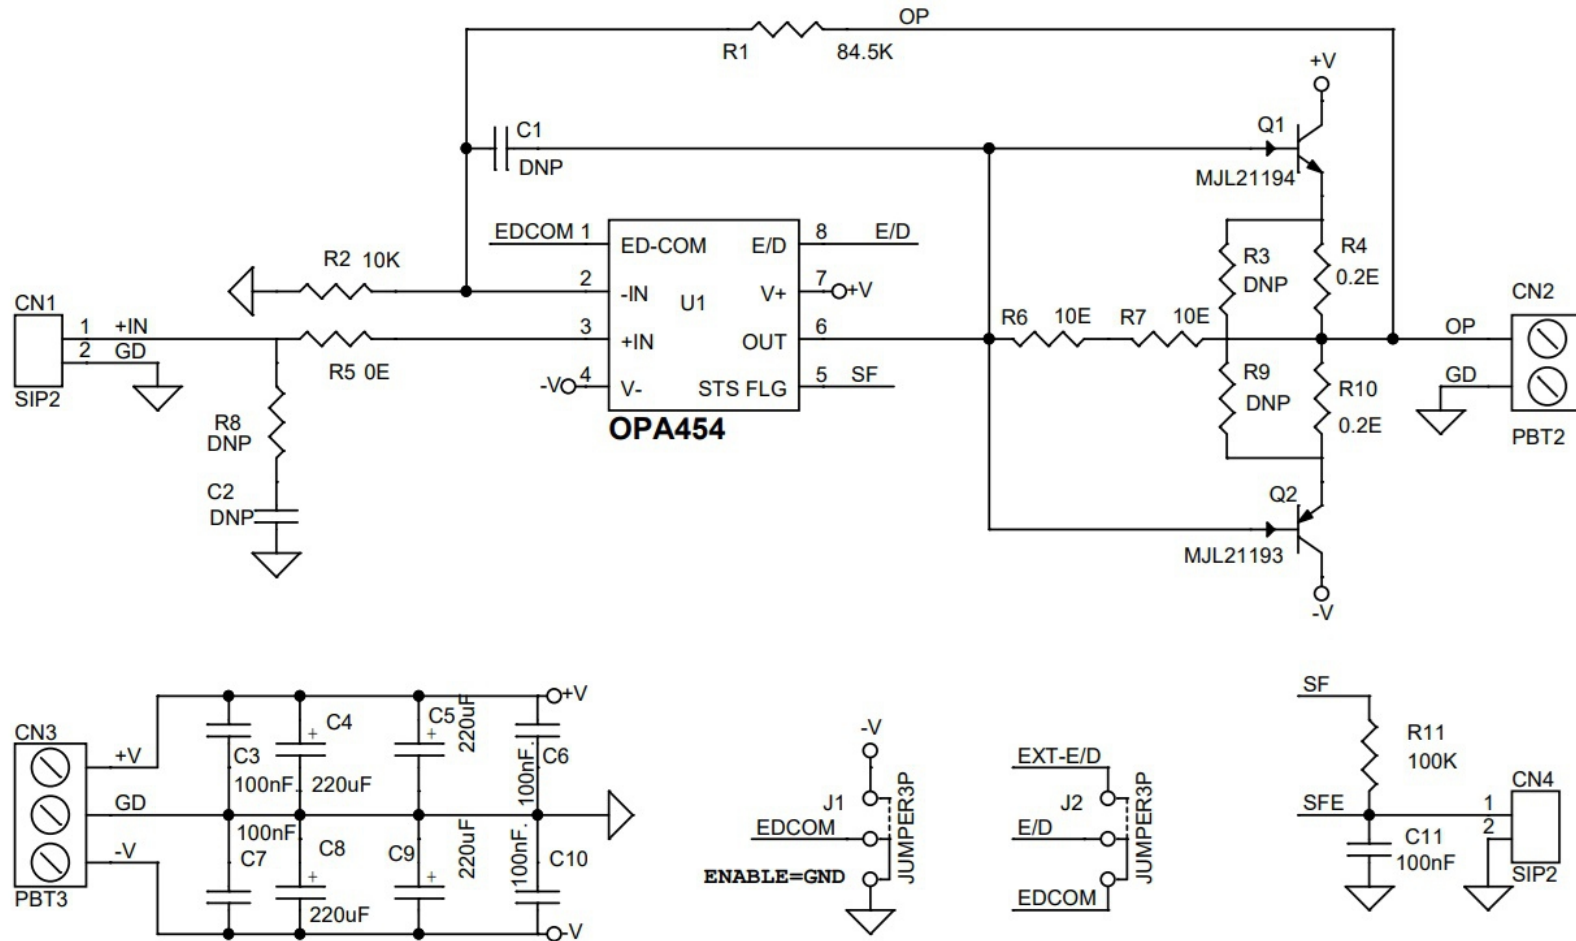 OP
R1 84.5K
+V
C1
DNP
Q1
MJL21194
EDCOM 1 ED-COM E/D 8 E/D
R2 10K
2 -IN U1 V+ 7 +V
R3 DNP
R4 0.2E
CN1
1 +IN
2 GD
SIP2
R5 0E
3 +IN OUT 6
R6 10E R7 10E
OP
CN2
-V 4 V- STS FLG 5 SF
OPA454
R9 DNP
R10 0.2E
GD
PBT2
R8
DNP
C2
DNP
Q2
MJL21193
-V
CN3
+V
GD
-V
PBT3
+V
C3
100nF.
C4
+
220uF
C5
+
220uF
C6
100nF.
C7
100nF
C8
+
220uF
C9
+
220uF
C10
100nF.
-V
-V
J1
JUMPER3P
EDCOM
ENABLE=GND
EXT-E/D
J2
JUMPER3P
E/D
EDCOM
SF
R11
100K
SFE
C11
100nF
CN4
1
2
SIP2